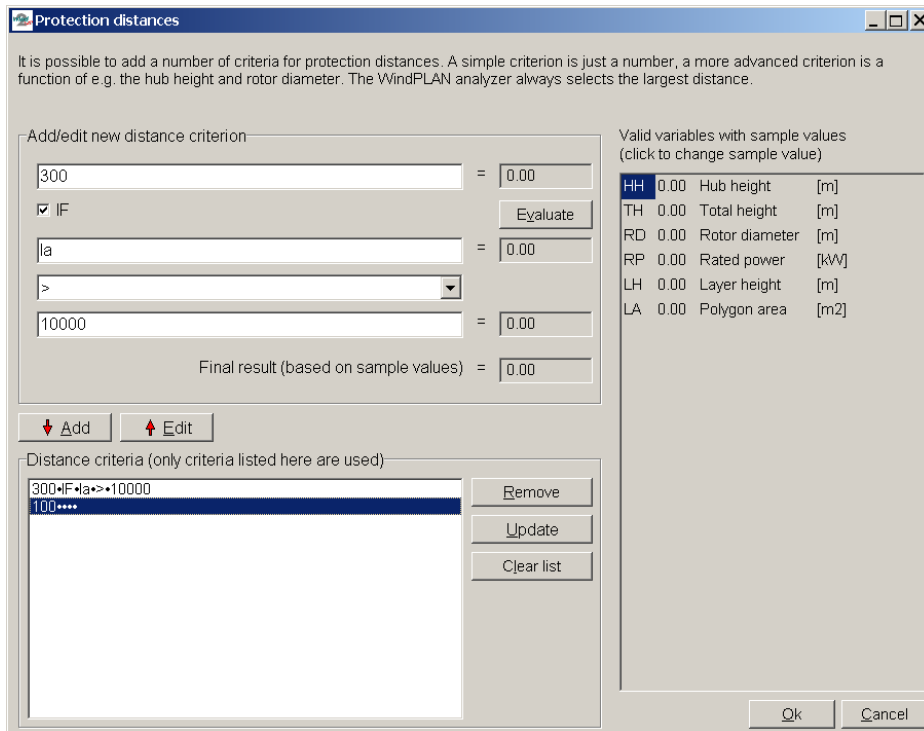 Protection distances
It is possible to add a number of criteria for protection distances. A simple criterion is just a number, a more advanced criterion is a
function of e.g. the hub height and rotor diameter. The WindPLAN analyzer always selects the largest distance.
Add/edit new distance criterion
300 = 0.00
IF Evaluate
la = 0.00
>
10000 = 0.00
Final result (based on sample values) = 0.00
Add Edit
Distance criteria (only criteria listed here are used)
300•IF•la•>•10000
100••••
Remove
Update
Clear list
Valid variables with sample values
(click to change sample value)
HH 0.00 Hub height [m]
TH 0.00 Total height [m]
RD 0.00 Rotor diameter [m]
RP 0.00 Rated power [kW]
LH 0.00 Layer height [m]
LA 0.00 Polygon area [m2]
Ok Cancel